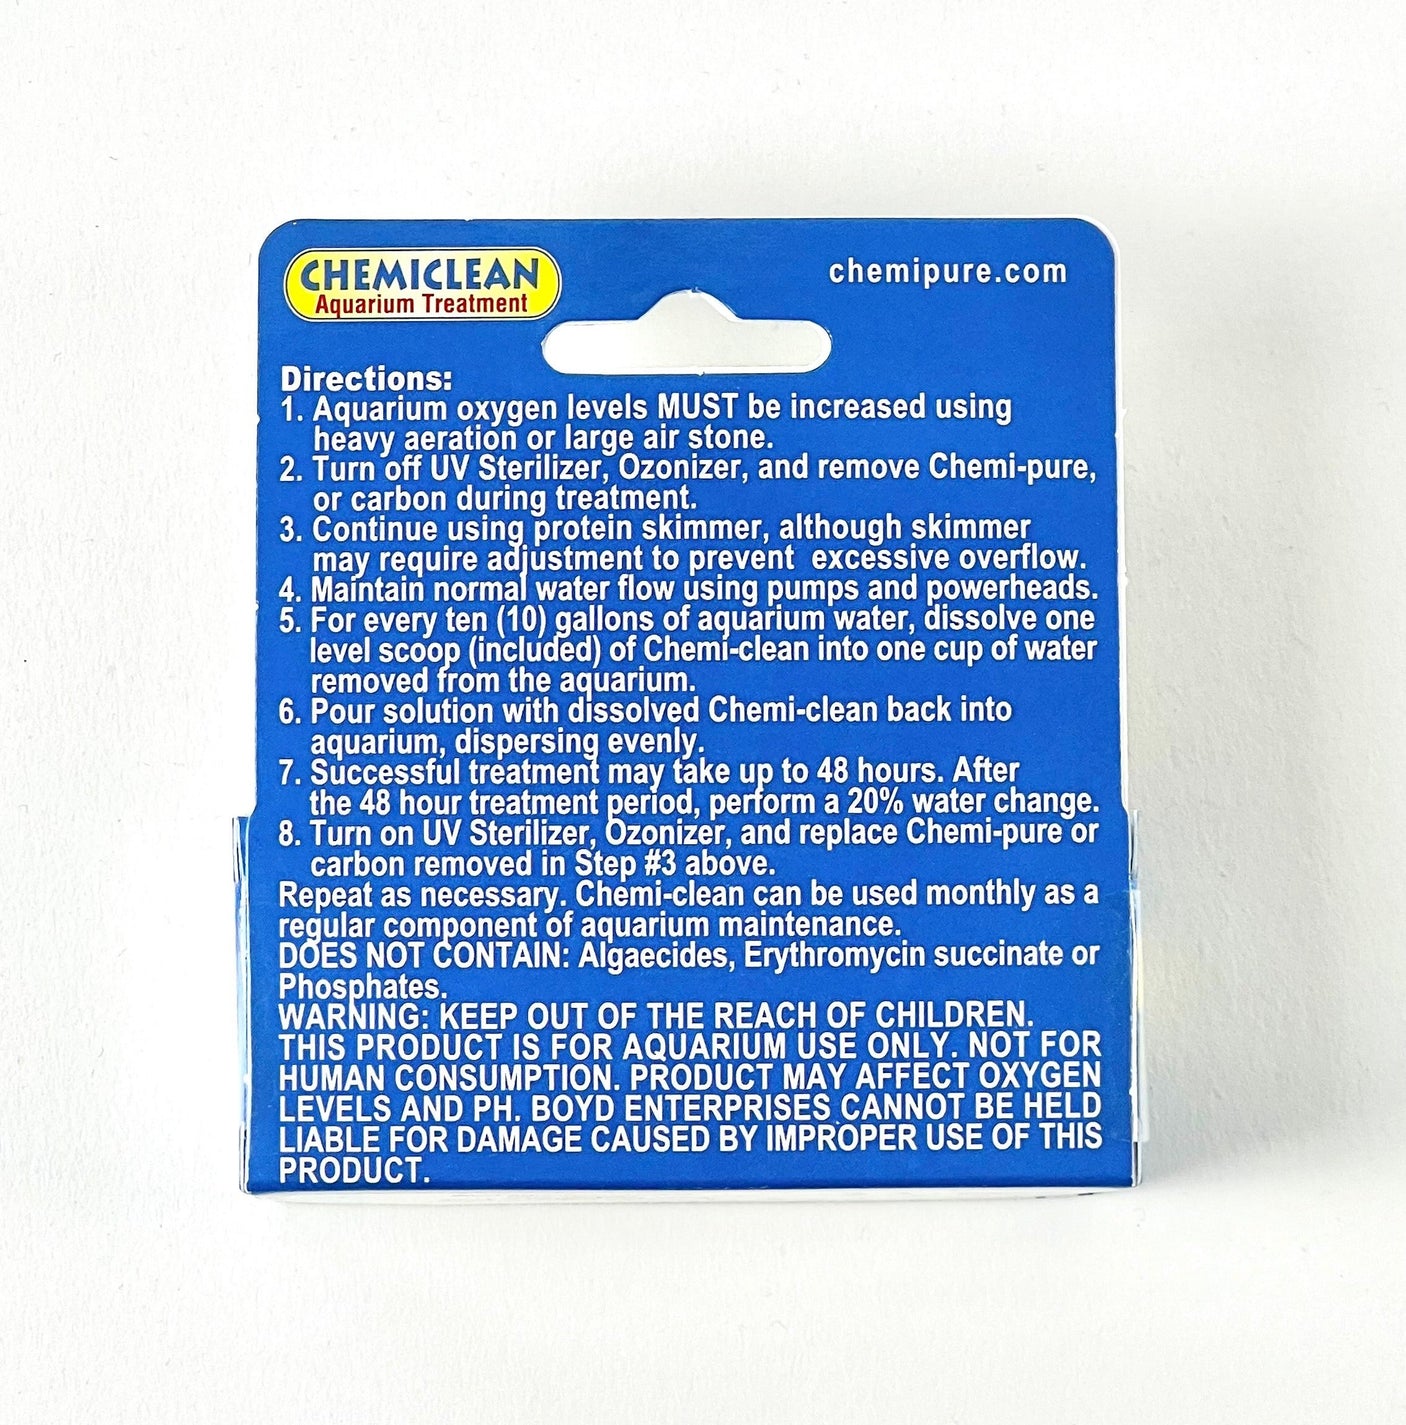 CHEMICLEAN
Aquarium Treatment
chemipure.com
Directions:
1. Aquarium oxygen levels MUST be increased using
heavy aeration or large air stone.
2. Turn off UV Sterilizer, Ozonizer, and remove Chemi-pure,
or carbon during treatment.
3. Continue using protein skimmer, although skimmer
may require adjustment to prevent excessive overflow.
4. Maintain normal water flow using pumps and powerheads.
5. For every ten (10) gallons of aquarium water, dissolve one
level scoop (included) of Chemi-clean into one cup of water
removed from the aquarium.
6. Pour solution with dissolved Chemi-clean back into
aquarium, dispersing evenly.
7. Successful treatment may take up to 48 hours. After
the 48 hour treatment period, perform a 20% water change.
8. Turn on UV Sterilizer, Ozonizer, and replace Chemi-pure or
carbon removed in Step #3 above.
Repeat as necessary. Chemi-clean can be used monthly as a
regular component of aquarium maintenance.
DOES NOT CONTAIN: Algaecides, Erythromycin succinate or
Phosphates.
WARNING: KEEP OUT OF THE REACH OF CHILDREN.
THIS PRODUCT IS FOR AQUARIUM USE ONLY. NOT FOR
HUMAN CONSUMPTION. PRODUCT MAY AFFECT OXYGEN
LEVELS AND PH. BOYD ENTERPRISES CANNOT BE HELD
LIABLE FOR DAMAGE CAUSED BY IMPROPER USE OF THIS
PRODUCT.